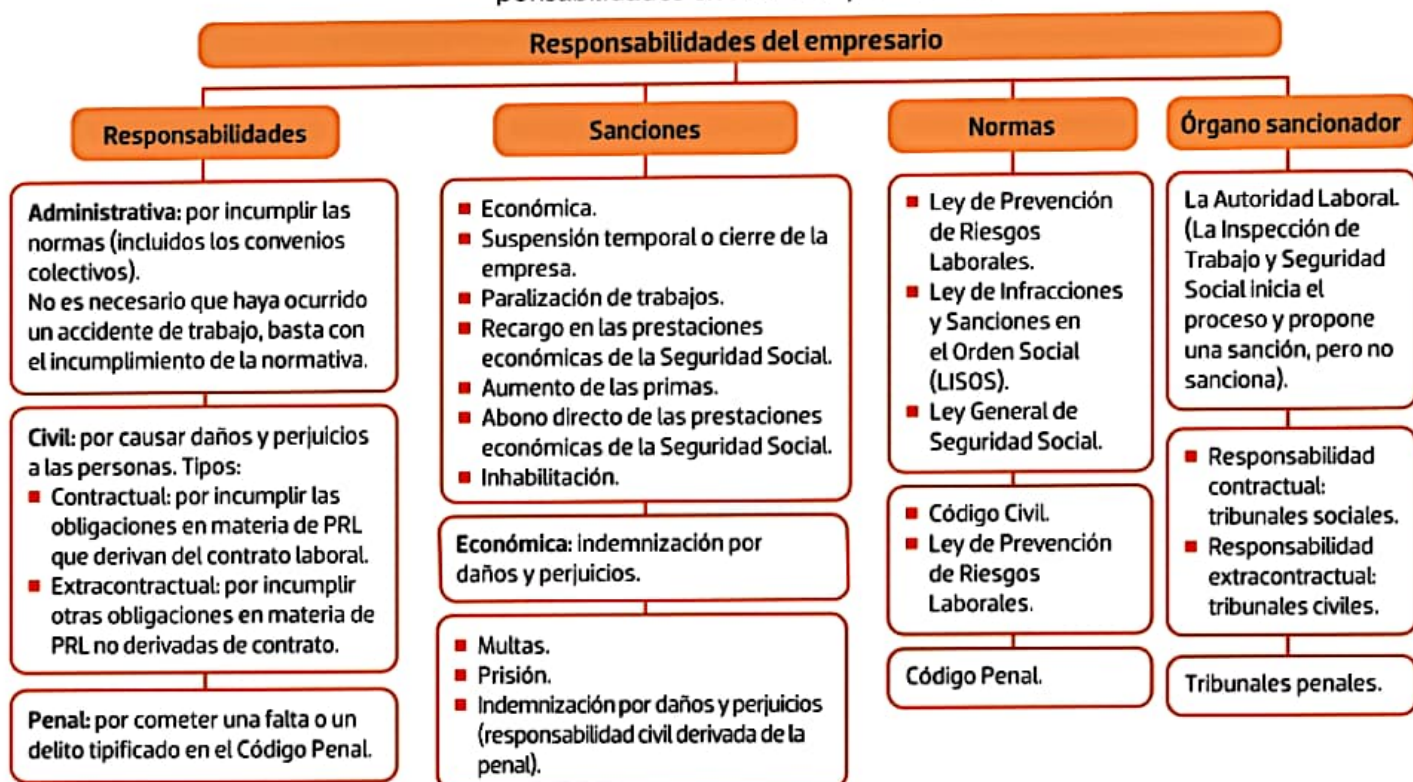 Responsabilidades del empresario
Responsabilidades
Administrativa: por incumplir las
normas (incluidos los convenios
colectivos).
No es necesario que haya ocurrido
un accidente de trabajo, basta con
el incumplimiento de la normativa.
Civil: por causar daños y perjuicios
a las personas. Tipos:
■ Contractual: por incumplir las
obligaciones en materia de PRL
que derivan del contrato laboral.
■ Extracontractual: por incumplir
otras obligaciones en materia de
PRL no derivadas de contrato.
Penal: por cometer una falta o un
delito tipificado en el Código Penal.
Sanciones
■ Económica.
■ Suspensión temporal o cierre de la
empresa.
■ Paralización de trabajos.
■ Recargo en las prestaciones
económicas de la Seguridad Social.
■ Aumento de las primas.
■ Abono directo de las prestaciones
económicas de la Seguridad Social.
■ Inhabilitación.
Económica: indemnización por
daños y perjuicios.
■ Multas.
■ Prisión.
■ Indemnización por daños y perjuicios
(responsabilidad civil derivada de la
penal).
Normas
■ Ley de Prevención
de Riesgos
Laborales.
■ Ley de Infracciones
y Sanciones en
el Orden Social
(LISOS).
■ Ley General de
Seguridad Social.
■ Código Civil.
■ Ley de Prevención
de Riesgos
Laborales.
Código Penal.
Órgano sancionador
La Autoridad Laboral.
(La Inspección de
Trabajo y Seguridad
Social inicia el
proceso y propone
una sanción, pero no
sanciona).
■ Responsabilidad
contractual:
tribunales sociales.
■ Responsabilidad
extracontractual:
tribunales civiles.
Tribunales penales.